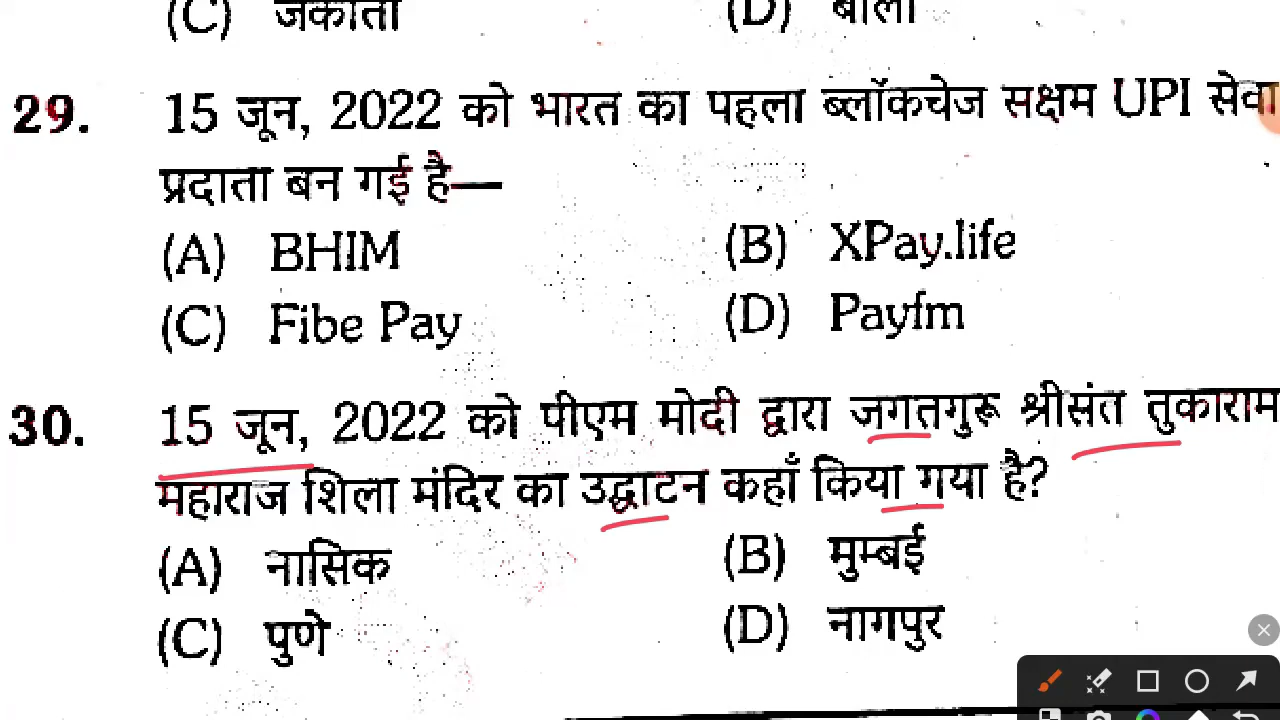 (C) जकार्ता (D) बाली
29. 15 जून, 2022 को भारत का पहला ब्लॉकचेज सक्षम UPI सेवा
प्रदाता बन गई है—
(A) BHIM (B) XPay.life
(C) Fibe Pay (D) Payfm
30. 15 जून, 2022 को पीएम मोदी द्वारा जगतगुरू श्रीसंत तुकाराम
महाराज शिला मंदिर का उद्घाटन कहाँ किया गया है?
(A) नासिक (B) मुम्बई
(C) पुणे (D) नागपुर